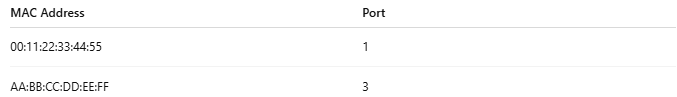 MAC Address Port
00:11:22:33:44:55 1
AA:BB:CC:DD:EE:FF 3